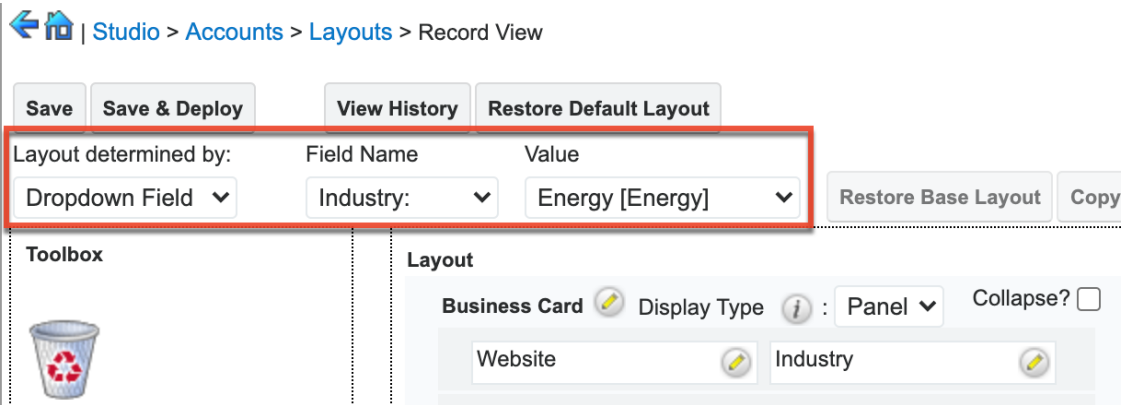 | Studio > Accounts > Layouts > Record View
Save Save & Deploy View History Restore Default Layout
Layout determined by: Field Name Value
Dropdown Field Industry: Energy [Energy] Restore Base Layout Copy
Toolbox
Layout
Business Card Display Type i : Panel Collapse?
Website Industry